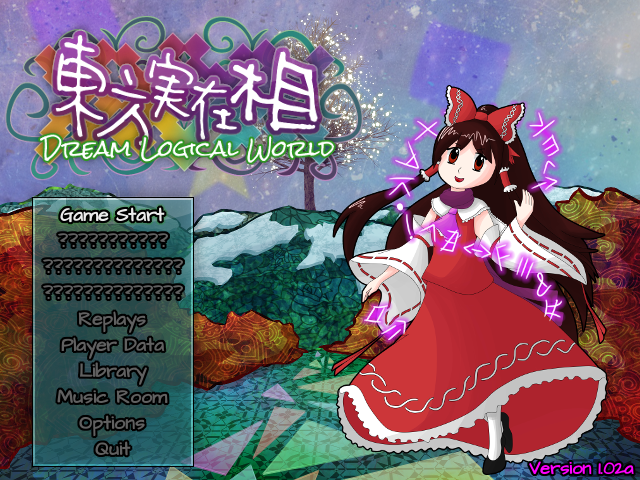 東方実在相
Dream Logical World
Game Start
???????????
??????????????
??????????????
Replays
Player Data
Library
Music Room
Options
Quit
Version 1.02a